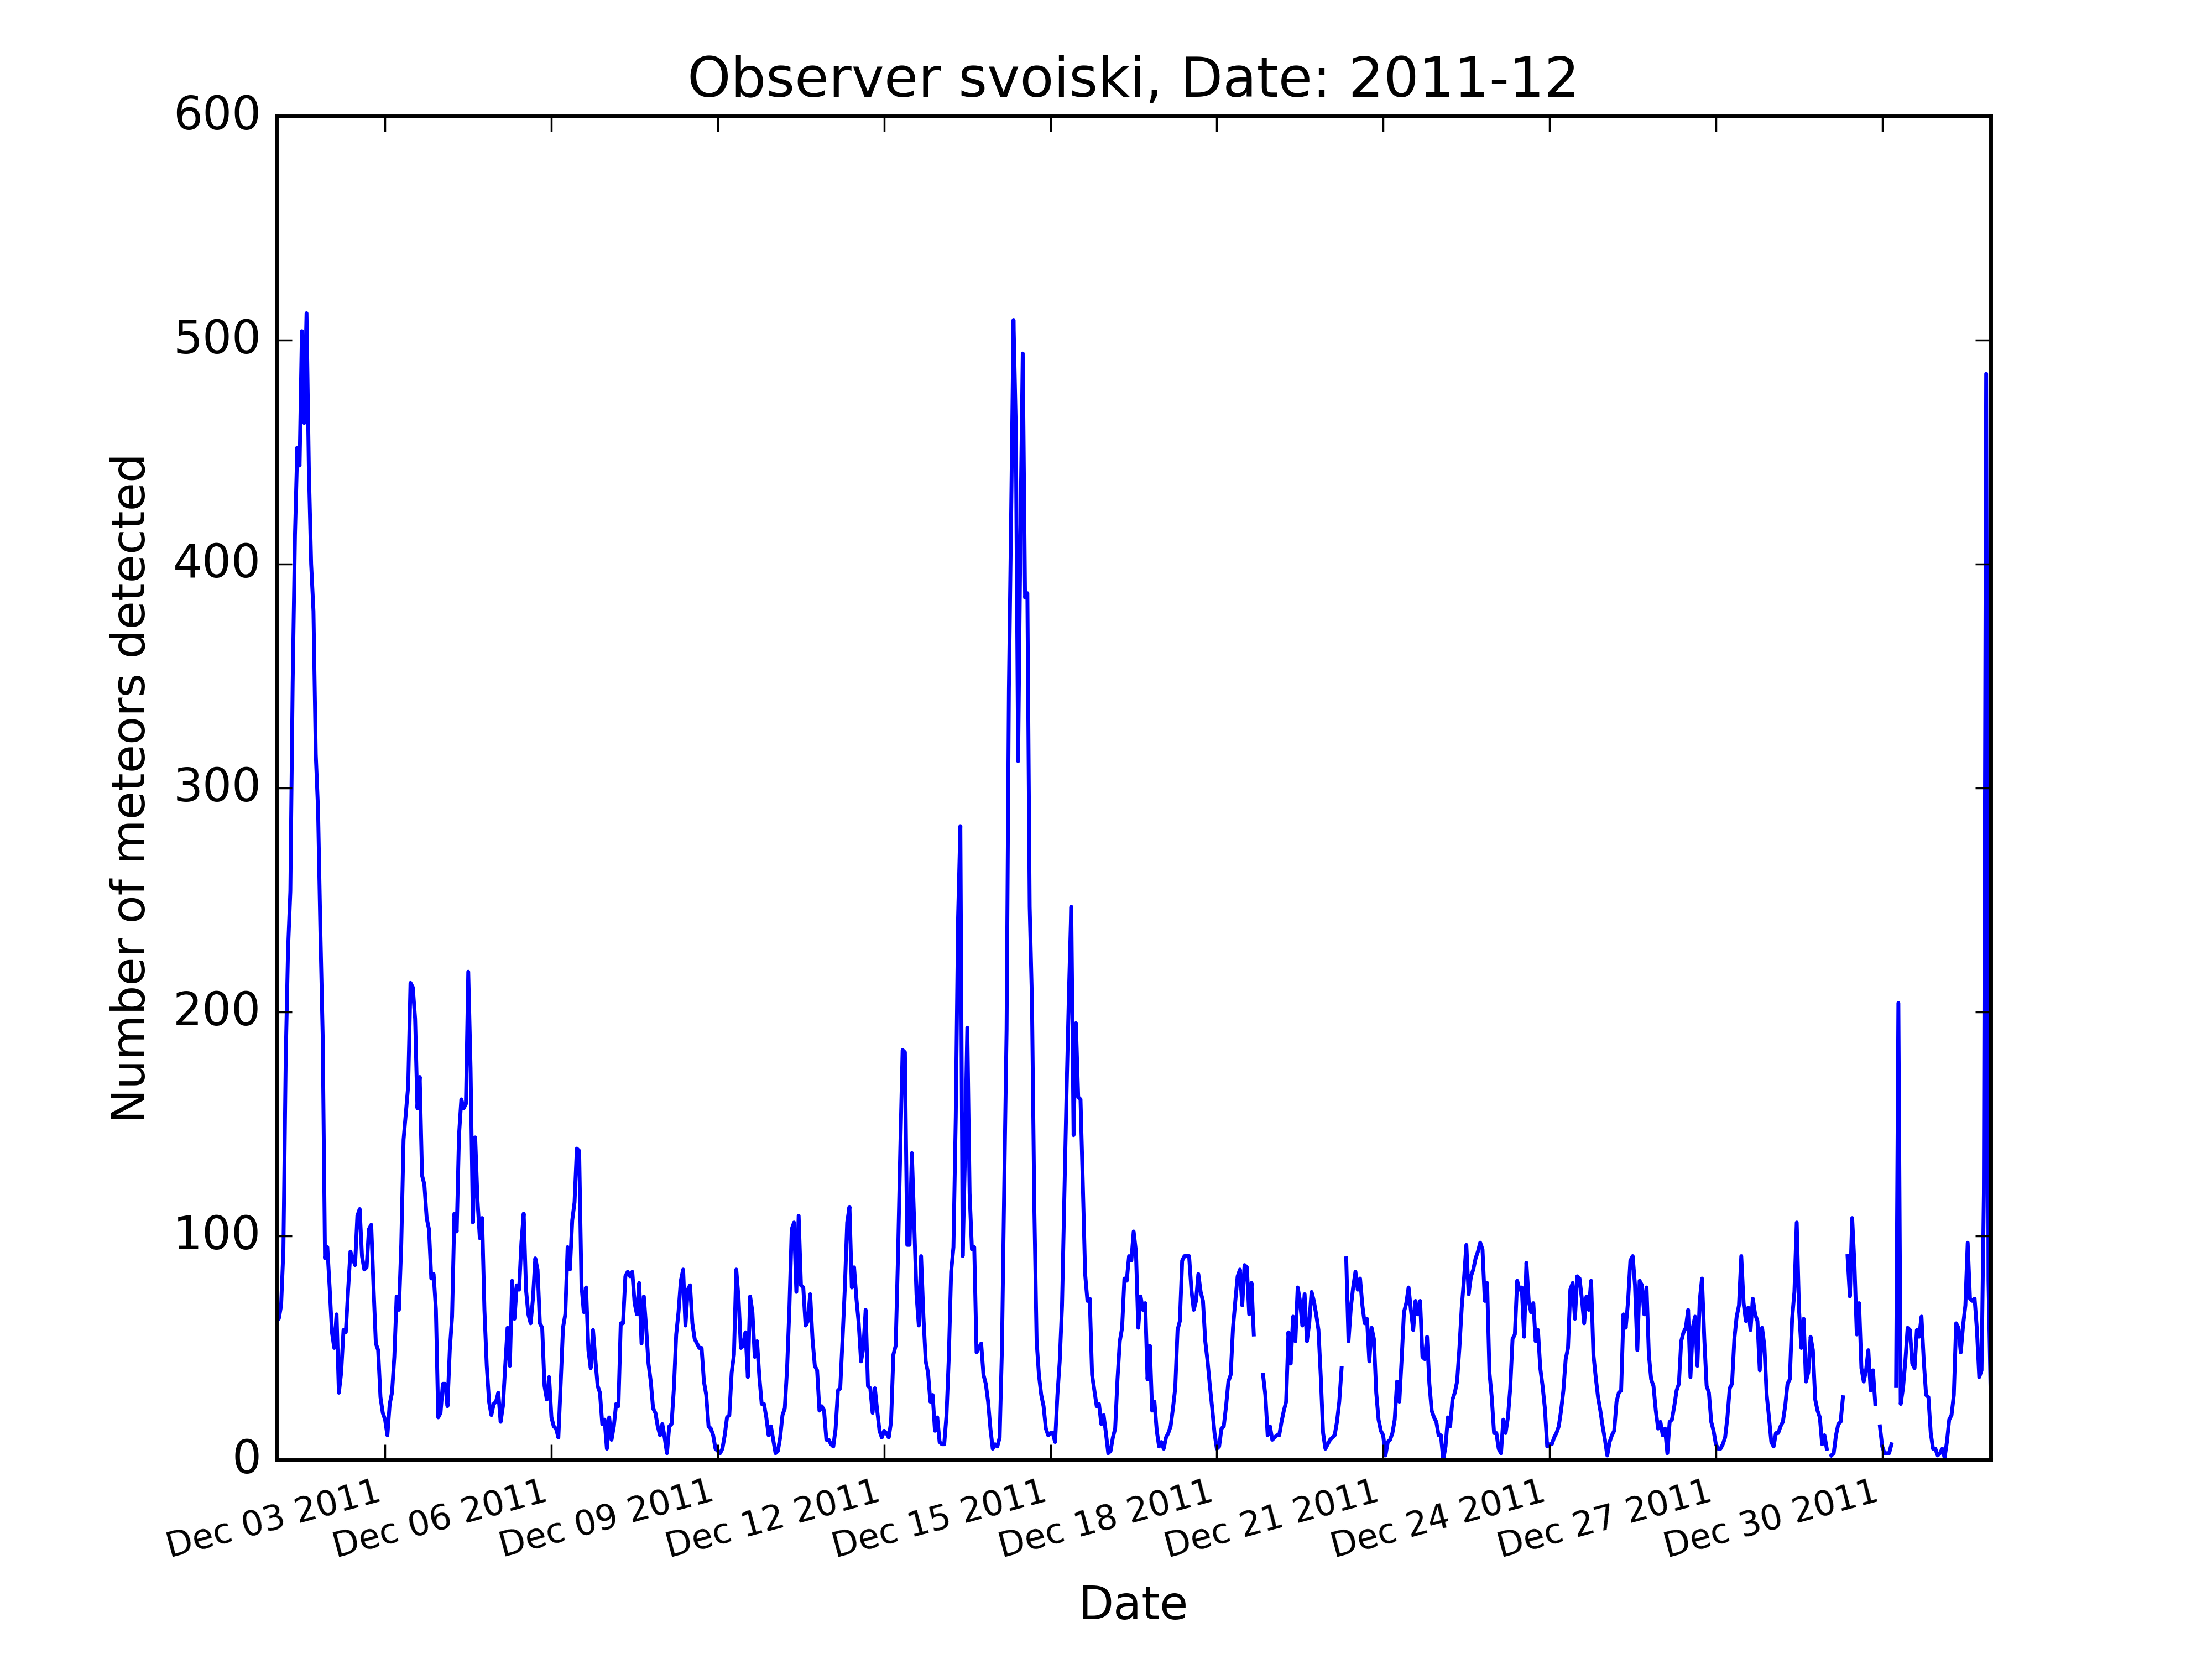 Observer svoiski, Date: 2011-12
600
500
400
300
200
100
0
Number of meteors detected
Dec 03 2011
Dec 06 2011
Dec 09 2011
Dec 12 2011
Dec 15 2011
Dec 18 2011
Dec 21 2011
Dec 24 2011
Dec 27 2011
Dec 30 2011
Date